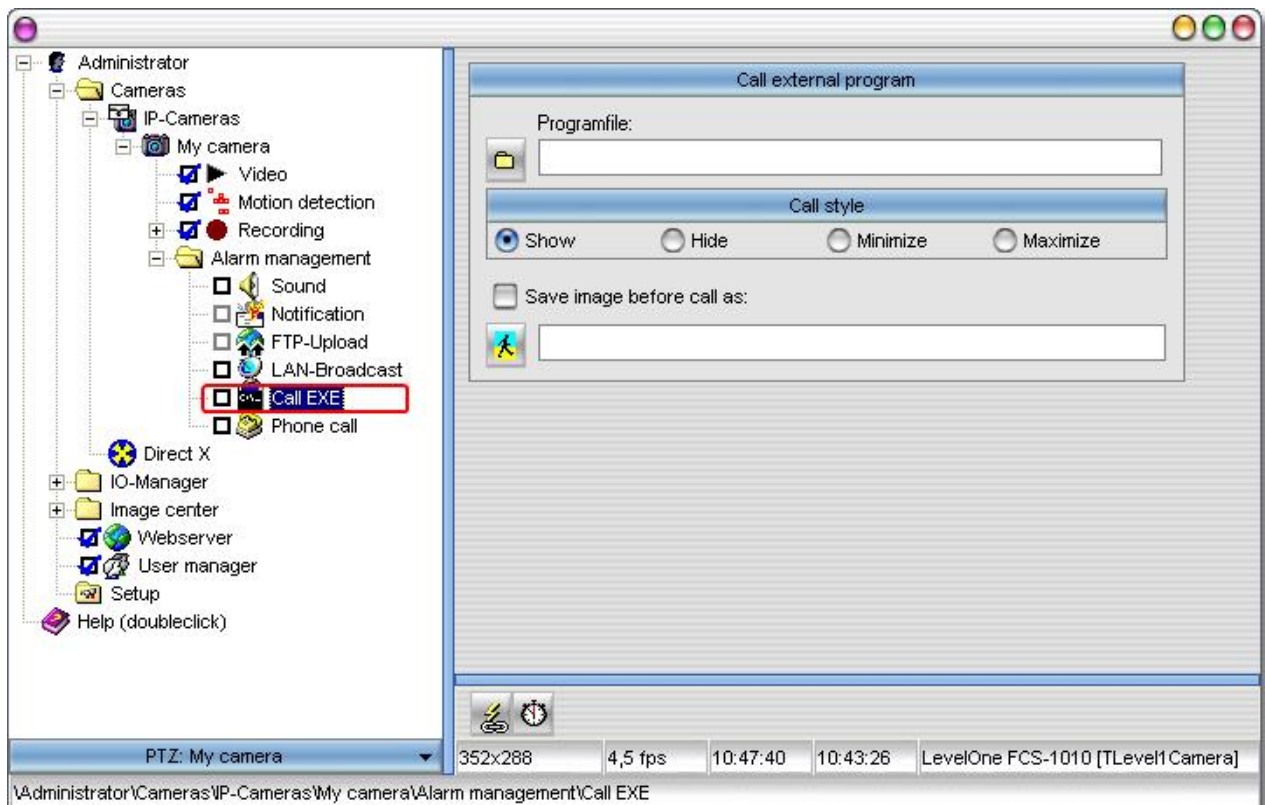 Administrator
Cameras
IP-Cameras
My camera
Video
Motion detection
Recording
Alarm management
Sound
Notification
FTP-Upload
LAN-Broadcast
Call EXE
Phone call
Direct X
IO-Manager
Image center
Webserver
User manager
Setup
Help (doubleclick)
PTZ: My camera
Call external program
Programfile:
Call style
Show Hide Minimize Maximize
Save image before call as:
352x288 4,5 fps 10:47:40 10:43:26 LevelOne FCS-1010 [TLevel1Camera]
\Administrator\Cameras\IP-Cameras\My camera\Alarm management\Call EXE